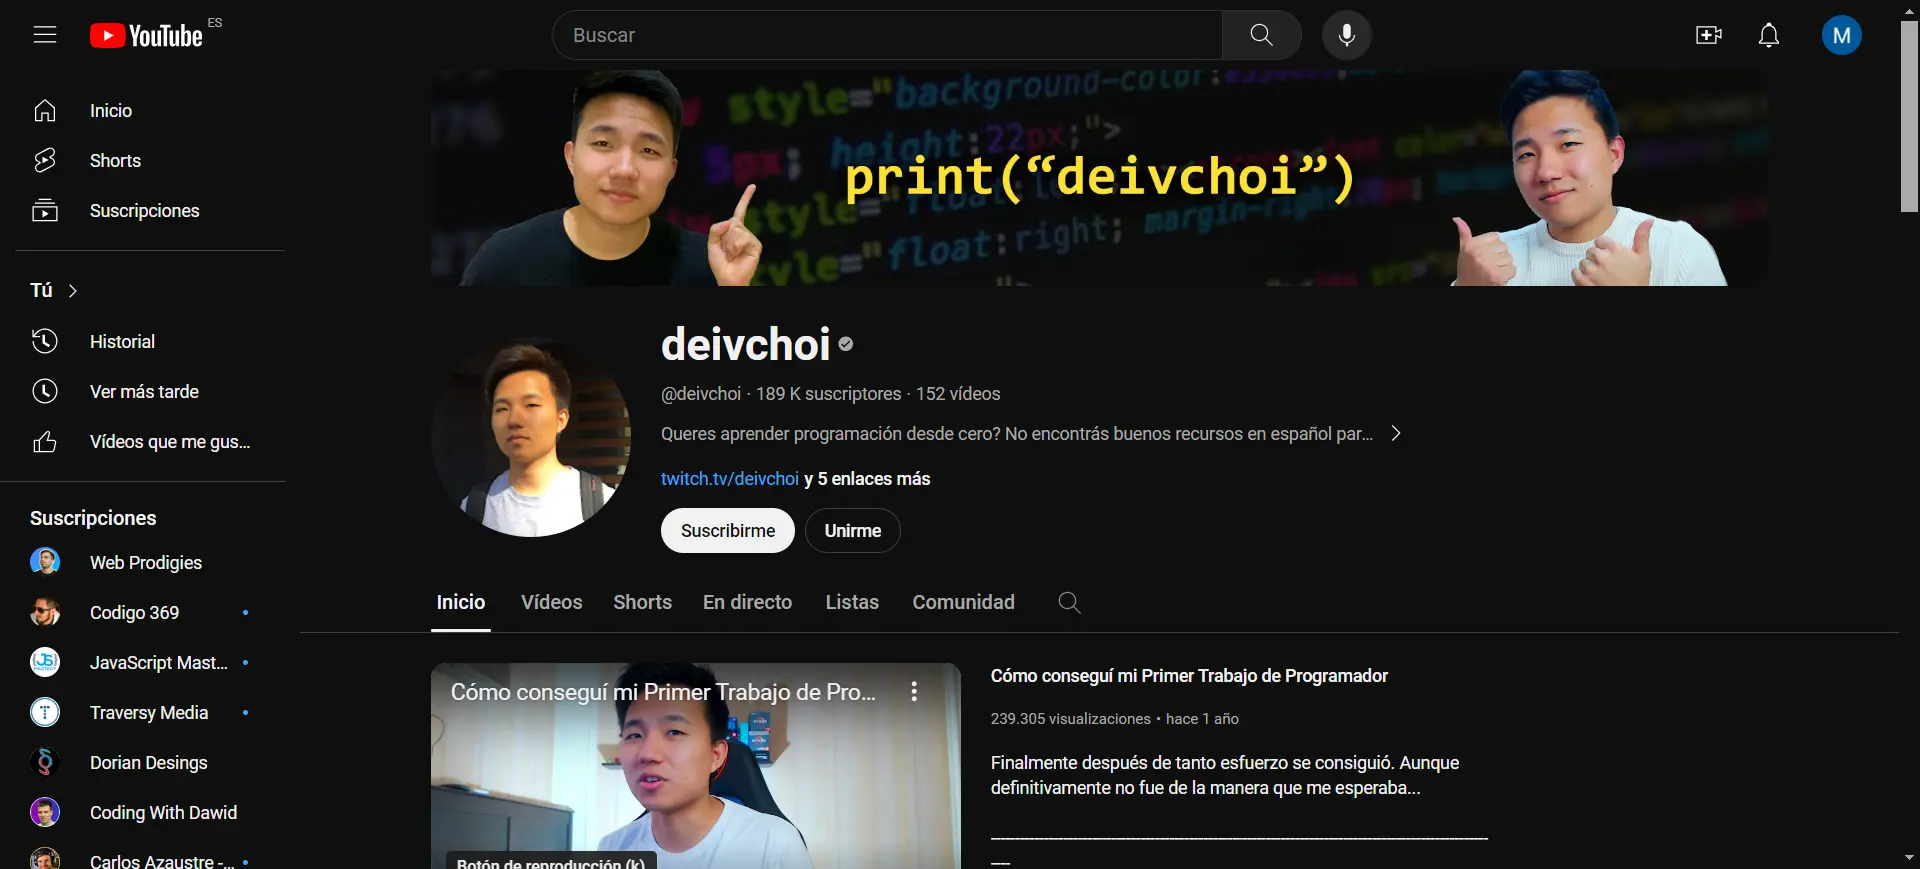 YouTube ES
Buscar
M
Inicio
Shorts
Suscripciones
Tú
Historial
Ver más tarde
Vídeos que me gus...
Suscripciones
Web Prodigies
Codigo 369
JavaScript Mast...
Traversy Media
Dorian Desings
Coding With Dawid
Carlos Azaustre -...
style="background-color:
5px; height:22px;">
print("deivchoi")
style="float:
margin-right:
style="float:right;
deivchoi
@deivchoi · 189 K suscriptores · 152 vídeos
Queres aprender programación desde cero? No encontrás buenos recursos en español par...
twitch.tv/deivchoi y 5 enlaces más
Suscribirme
Unirme
Inicio
Vídeos
Shorts
En directo
Listas
Comunidad
Cómo conseguí mi Primer Trabajo de Pro...
Botón de reproducción (k)
Cómo conseguí mi Primer Trabajo de Programador
239.305 visualizaciones • hace 1 año
Finalmente después de tanto esfuerzo se consiguió. Aunque
definitivamente no fue de la manera que me esperaba...